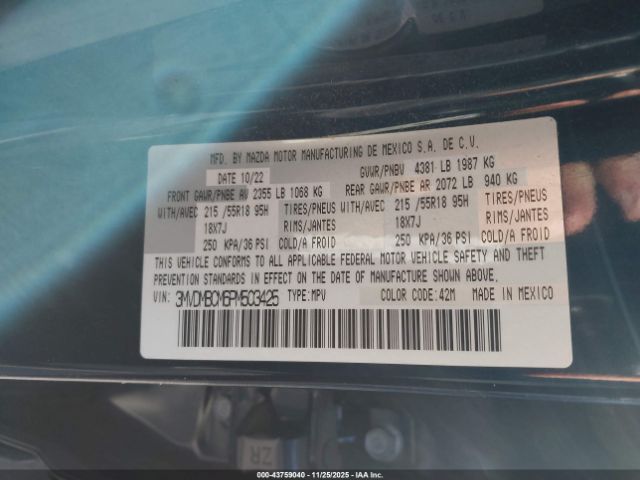 MFD. BY MAZDA MOTOR MANUFACTURING DE MEXICO S.A. DE C.V.
DATE 10/22 GVWR/PNBV 4381 LB 1987 KG
FRONT GAWR/PNBE AV 2355 LB 1068 KG REAR GAWR/PNBE AR 2072 LB 940 KG
WITH/AVEC 215 /55R18 95H TIRES/PNEUS WITH/AVEC 215 /55R18 95H TIRES/PNEUS
18X7J RIMS/JANTES 18X7J RIMS/JANTES
250 KPA/36 PSI COLD/A FROID 250 KPA/36 PSI COLD/A FROID
THIS VEHICLE CONFORMS TO ALL APPLICABLE FEDERAL MOTOR VEHICLE SAFETY AND THEFT
PREVENTION STANDARDS IN EFFECT ON THE DATE OF MANUFACTURE SHOWN ABOVE.
VIN: 3MVDMBCM6PM503425 TYPE:MPV COLOR CODE:42M MADE IN MEXICO
ZR
000-43759040 - 11/25/2025 - IAA Inc.